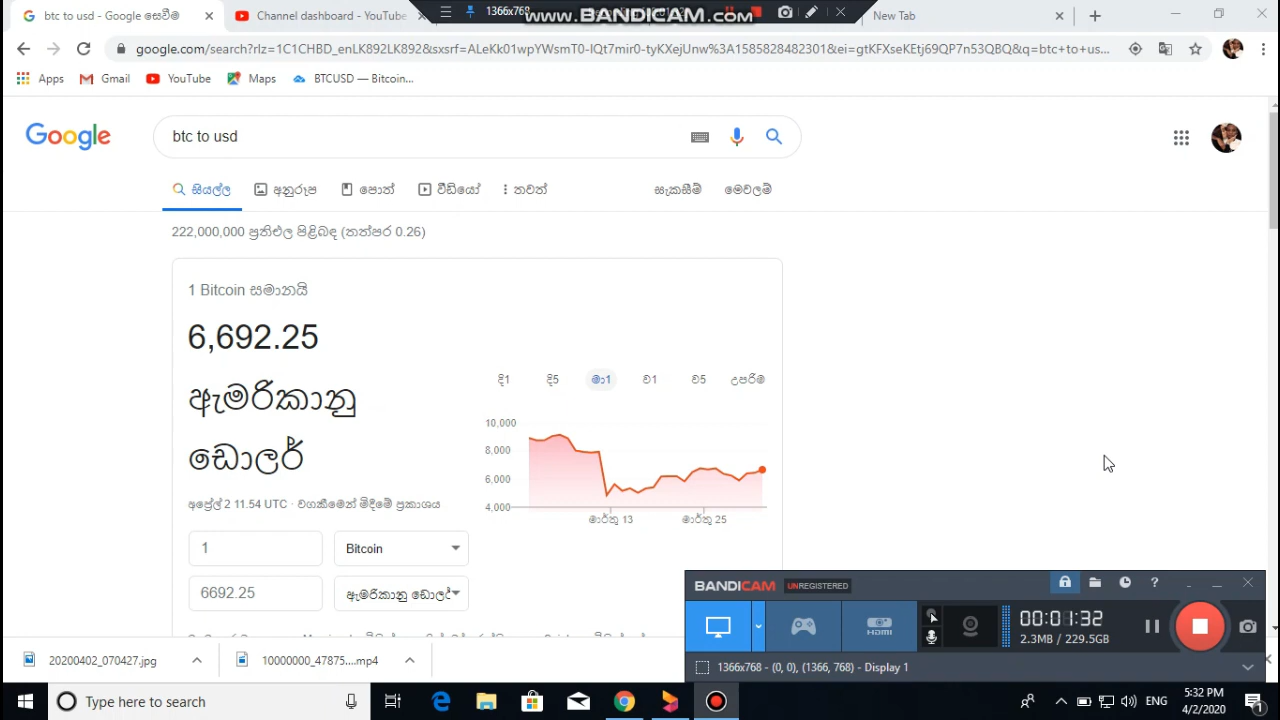 btc to usd - Google සෙවීම
Channel dashboard - YouTube
1366x768
www.BANDICAM.com
New Tab
google.com/search?rlz=1C1CHBD_enLK892LK892&sxsrf=ALeKk01wpYWsmT0-IQt7mir0-tyKXejUnw%3A1585828482301&ei=gtKFXseKEtj69QP7n53QBQ&q=btc+to+us...
Apps
Gmail
YouTube
Maps
BTCUSD — Bitcoin...
Google
btc to usd
සියල්ල
අනුරූප
පොත්
වීඩියෝ
තවත්
සැකසීම්
මෙවලම්
222,000,000 ප්‍රතිඵල පිළිබඳ (තත්පර 0.26)
1 Bitcoin සමානයි
6,692.25
ඇමරිකානු
ඩොලර්
අප්‍රේල් 2 11.54 UTC · වගකීමෙන් මිදීමේ ප්‍රකාශය
දි1
දි5
මා1
ව1
ව5
උපරිම
10,000
8,000
6,000
4,000
මාර්තු 13
මාර්තු 25
1
Bitcoin
6692.25
ඇමරිකානු ඩොලර්
BANDICAM
UNREGISTERED
00:01:32
2.3MB / 229.5GB
HDMI
1366x768 - (0, 0), (1366, 768) - Display 1
20200402_070427.jpg
10000000_47875....mp4
Type here to search
ENG
5:32 PM
4/2/2020
1